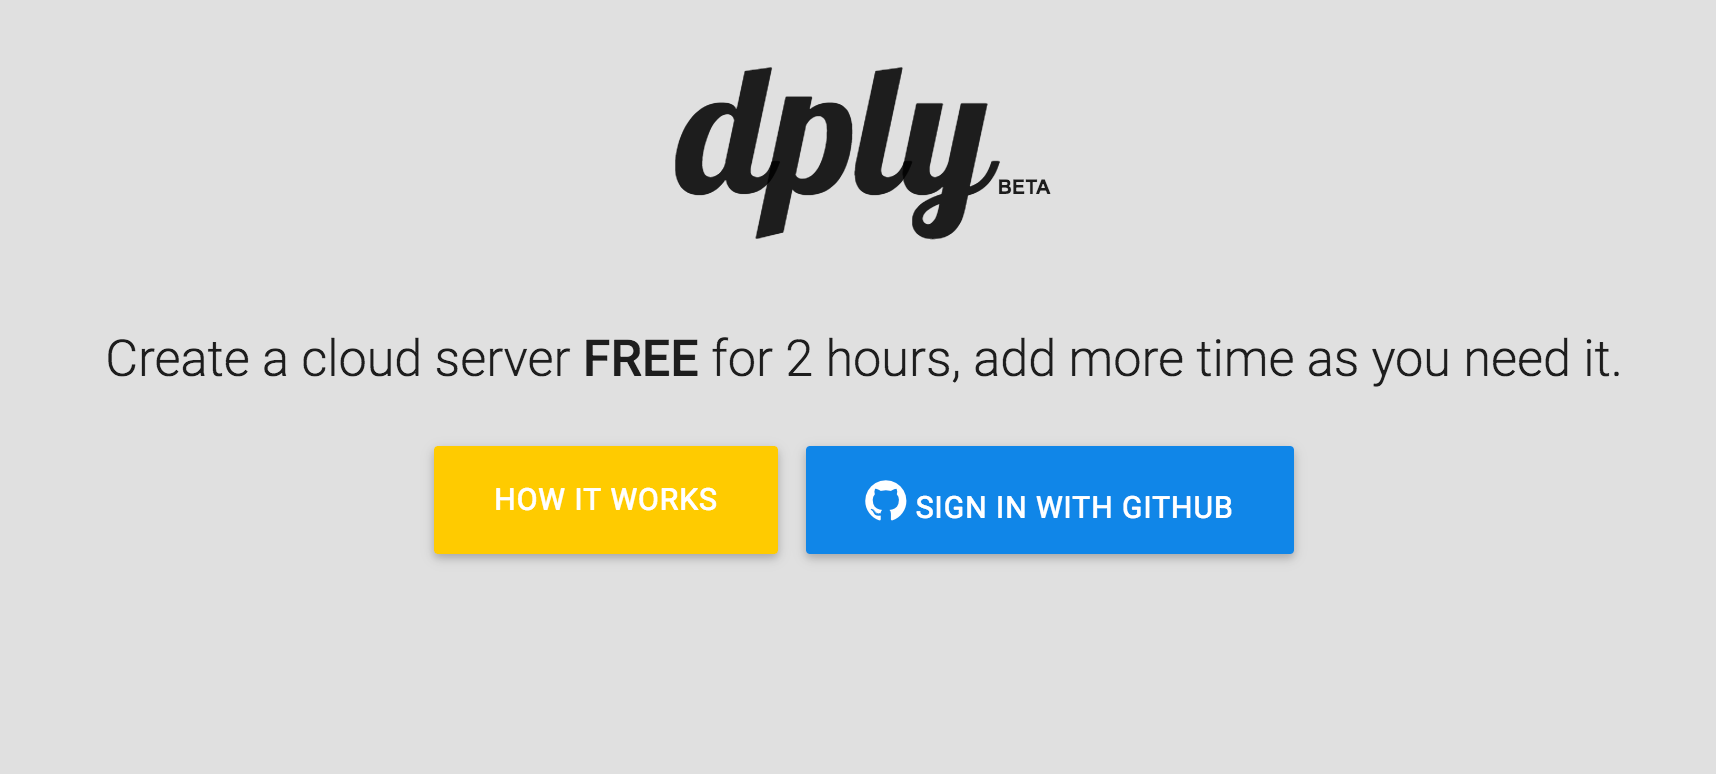 dply BETA
Create a cloud server FREE for 2 hours, add more time as you need it.
HOW IT WORKS
SIGN IN WITH GITHUB